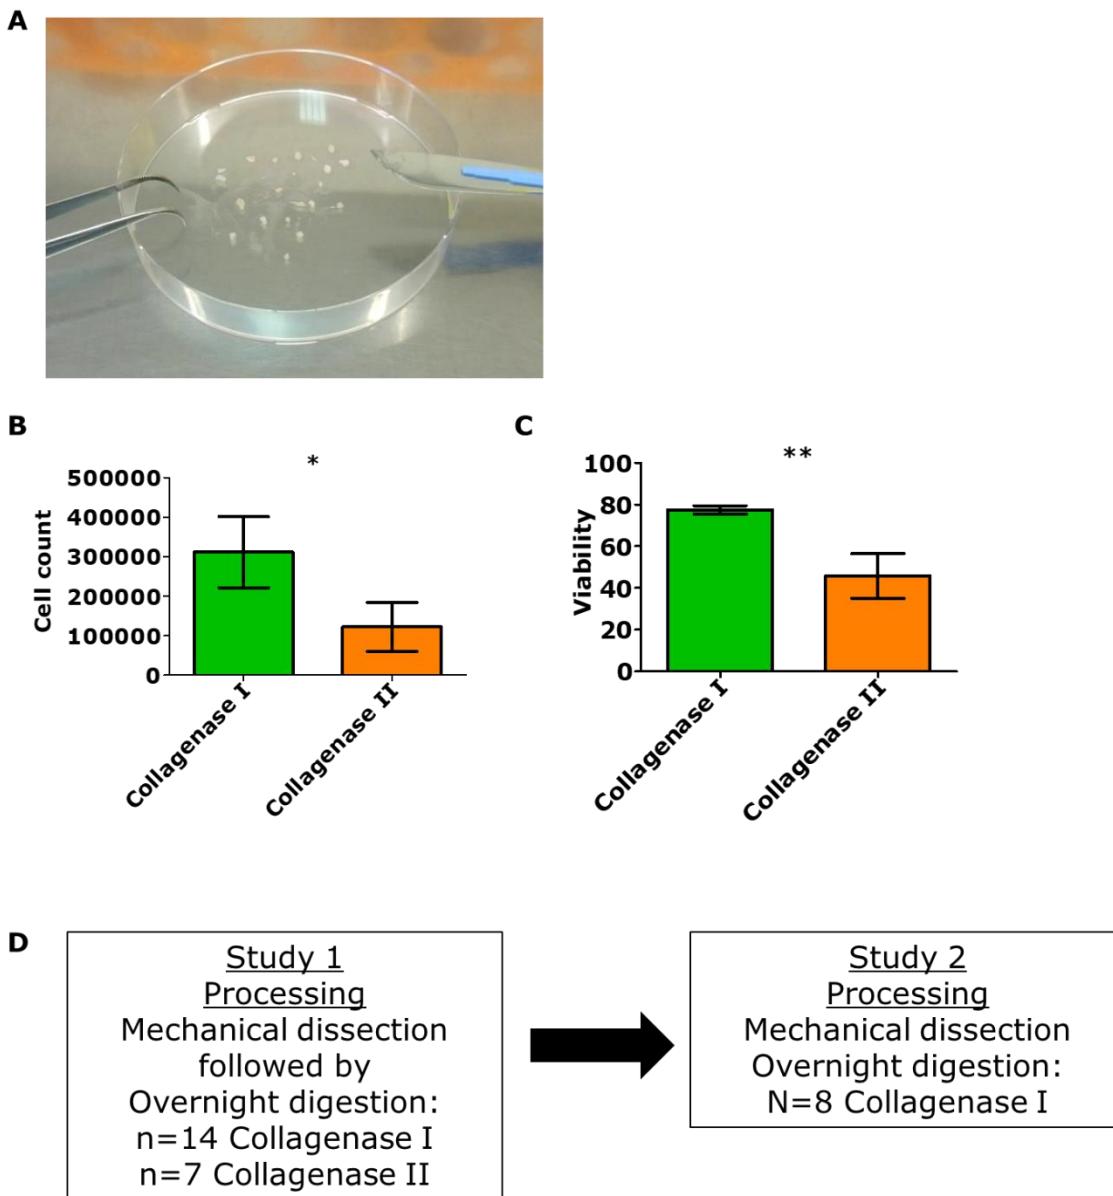 A
B
*
500000
400000
300000
200000
100000
0
Cell count
Collagenase I
Collagenase II
C
**
100
80
60
40
20
0
Viability
Collagenase I
Collagenase II
D
Study 1
Processing
Mechanical dissection
followed by
Overnight digestion:
n=14 Collagenase I
n=7 Collagenase II
Study 2
Processing
Mechanical dissection
Overnight digestion:
N=8 Collagenase I